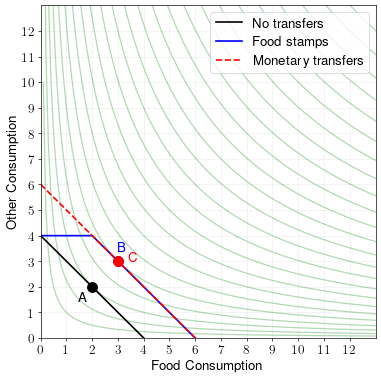 No transfers
Food stamps
Monetary transfers
Other Consumption
12
11
10
9
8
7
6
5
4
3
2
1
0
B
C
A
0 1 2 3 4 5 6 7 8 9 10 11 12
Food Consumption